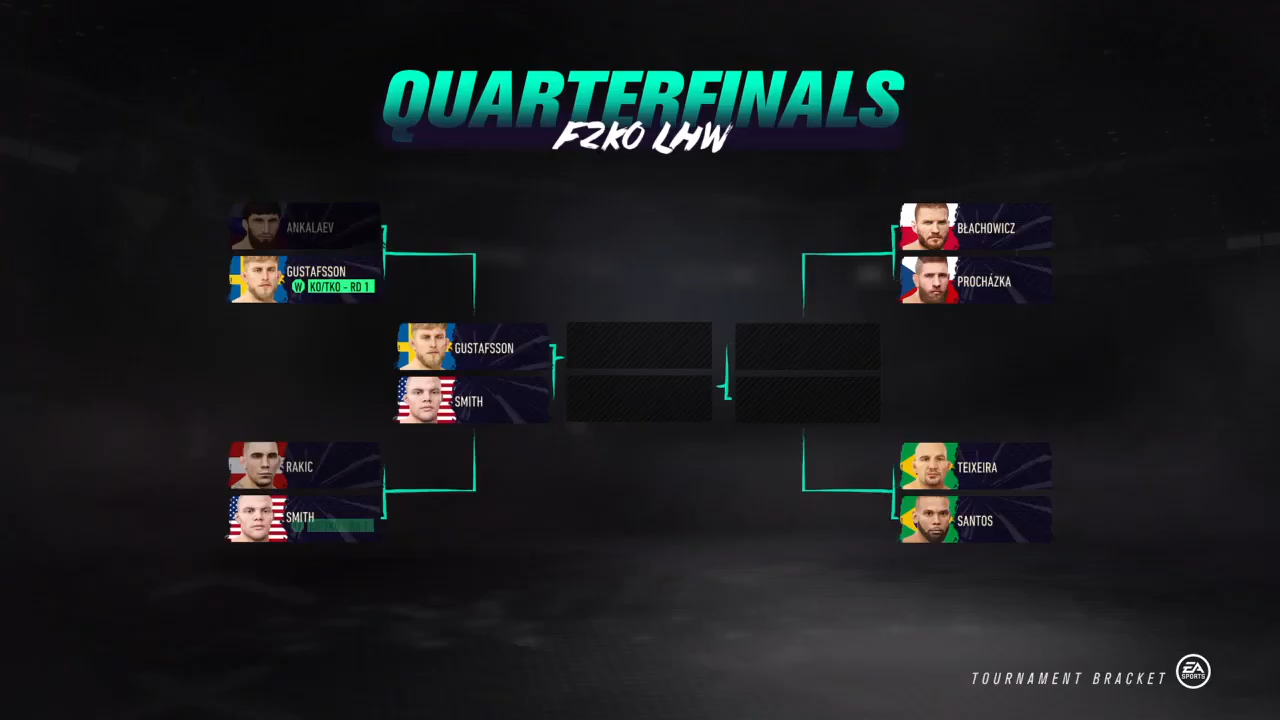 QUARTERFINALS
F2KO LHW
ANKALAEV
GUSTAFSSON
W KO/TKO - RD 1
GUSTAFSSON
SMITH
RAKIC
SMITH
BŁACHOWICZ
PROCHÁZKA
TEIXEIRA
SANTOS
TOURNAMENT BRACKET
EA
SPORTS